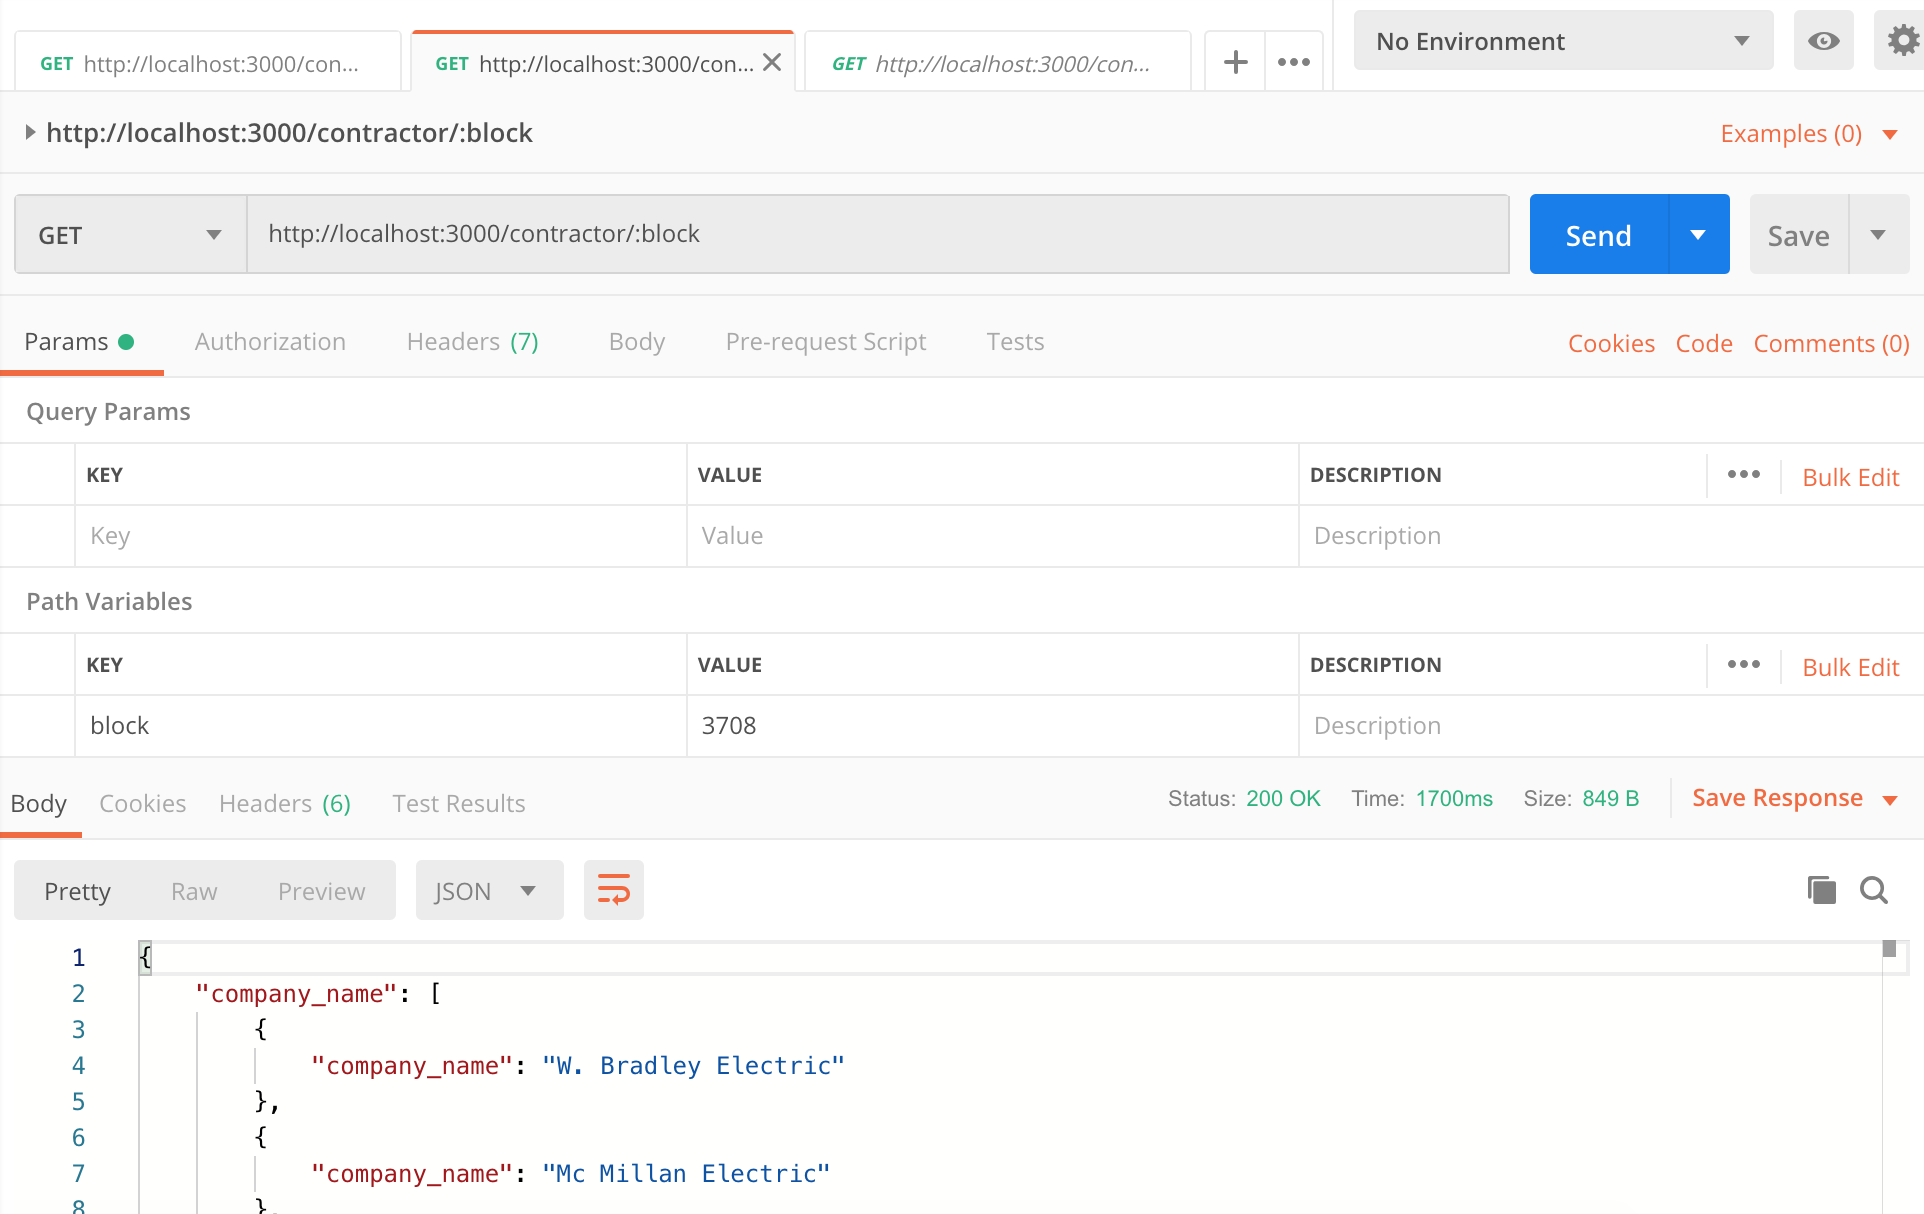 GET http://localhost:3000/con... GET http://localhost:3000/con... GET http://localhost:3000/con... No Environment
http://localhost:3000/contractor/:block Examples (0)
GET http://localhost:3000/contractor/:block Send Save
Params Authorization Headers (7) Body Pre-request Script Tests Cookies Code Comments (0)
Query Params
KEY VALUE DESCRIPTION Bulk Edit
Key Value Description
Path Variables
KEY VALUE DESCRIPTION Bulk Edit
block 3708 Description
Body Cookies Headers (6) Test Results Status: 200 OK Time: 1700ms Size: 849 B Save Response
Pretty Raw Preview JSON
1 {
2 "company_name": [
3 {
4 "company_name": "W. Bradley Electric"
5 },
6 {
7 "company_name": "Mc Millan Electric"
8 },